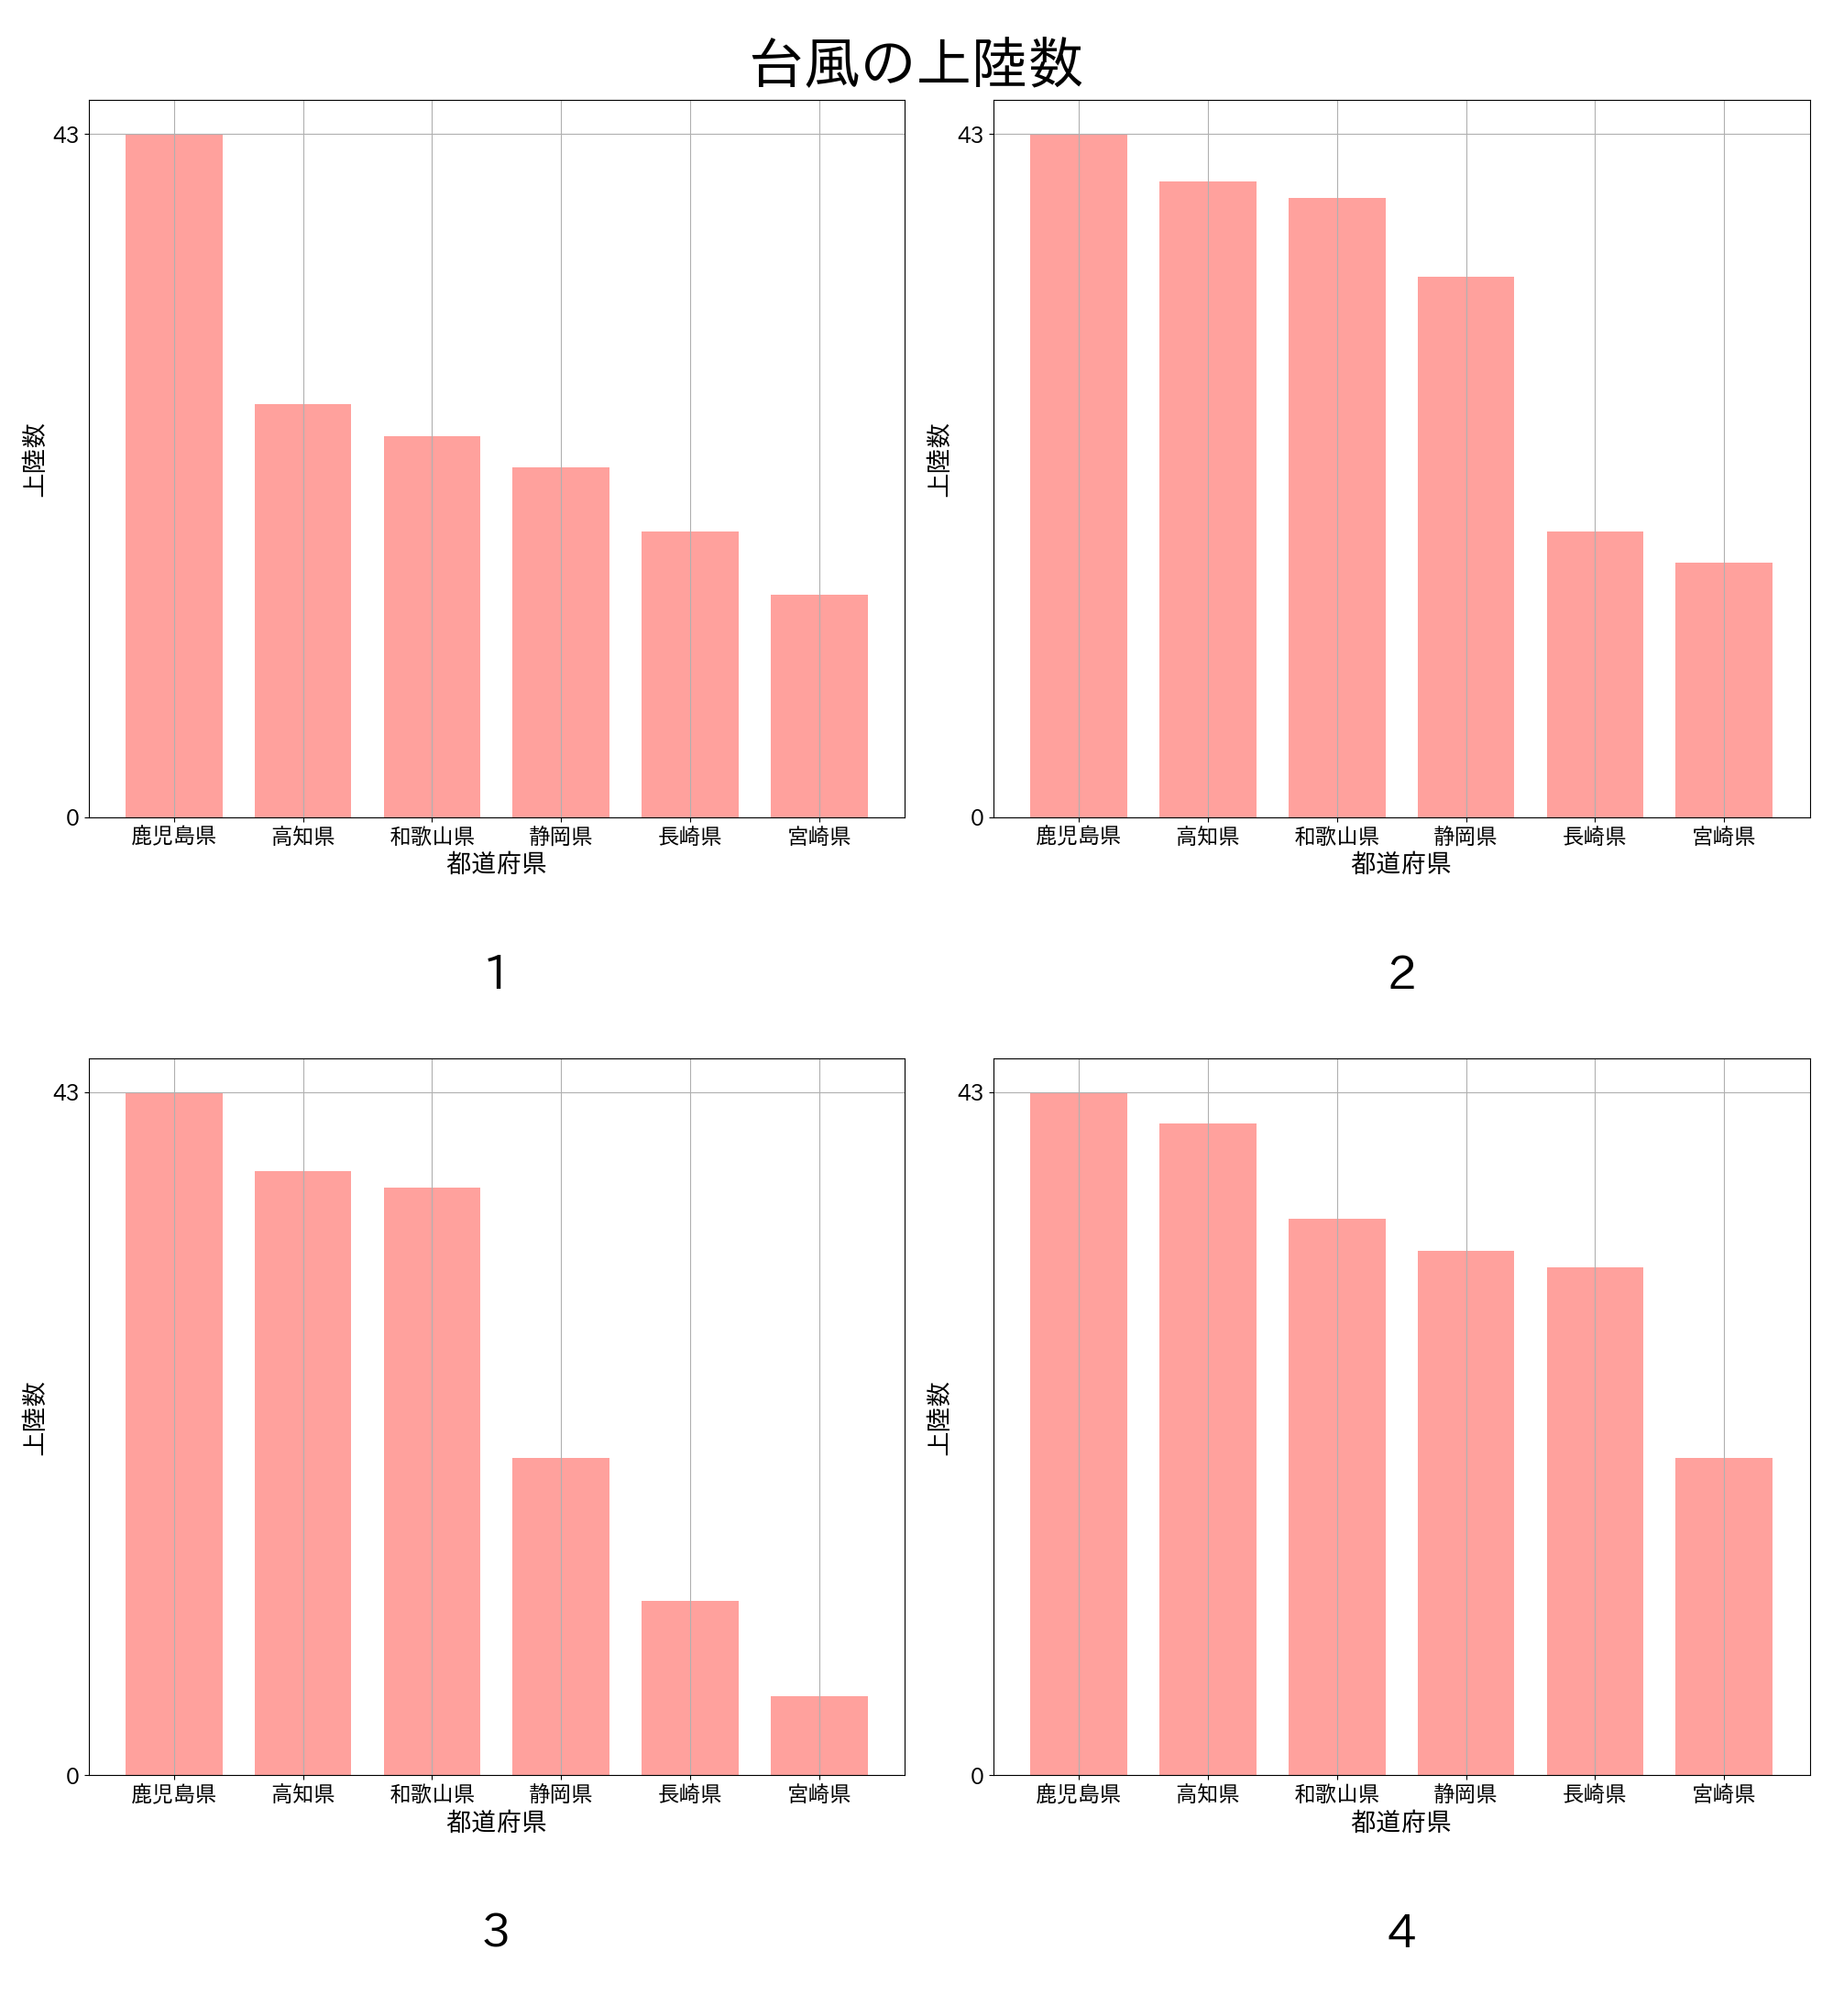 台風の上陸数
43
0
上陸数
鹿児島県 高知県 和歌山県 静岡県 長崎県 宮崎県
都道府県
1
43
0
上陸数
鹿児島県 高知県 和歌山県 静岡県 長崎県 宮崎県
都道府県
2
43
0
上陸数
鹿児島県 高知県 和歌山県 静岡県 長崎県 宮崎県
都道府県
3
43
0
上陸数
鹿児島県 高知県 和歌山県 静岡県 長崎県 宮崎県
都道府県
4